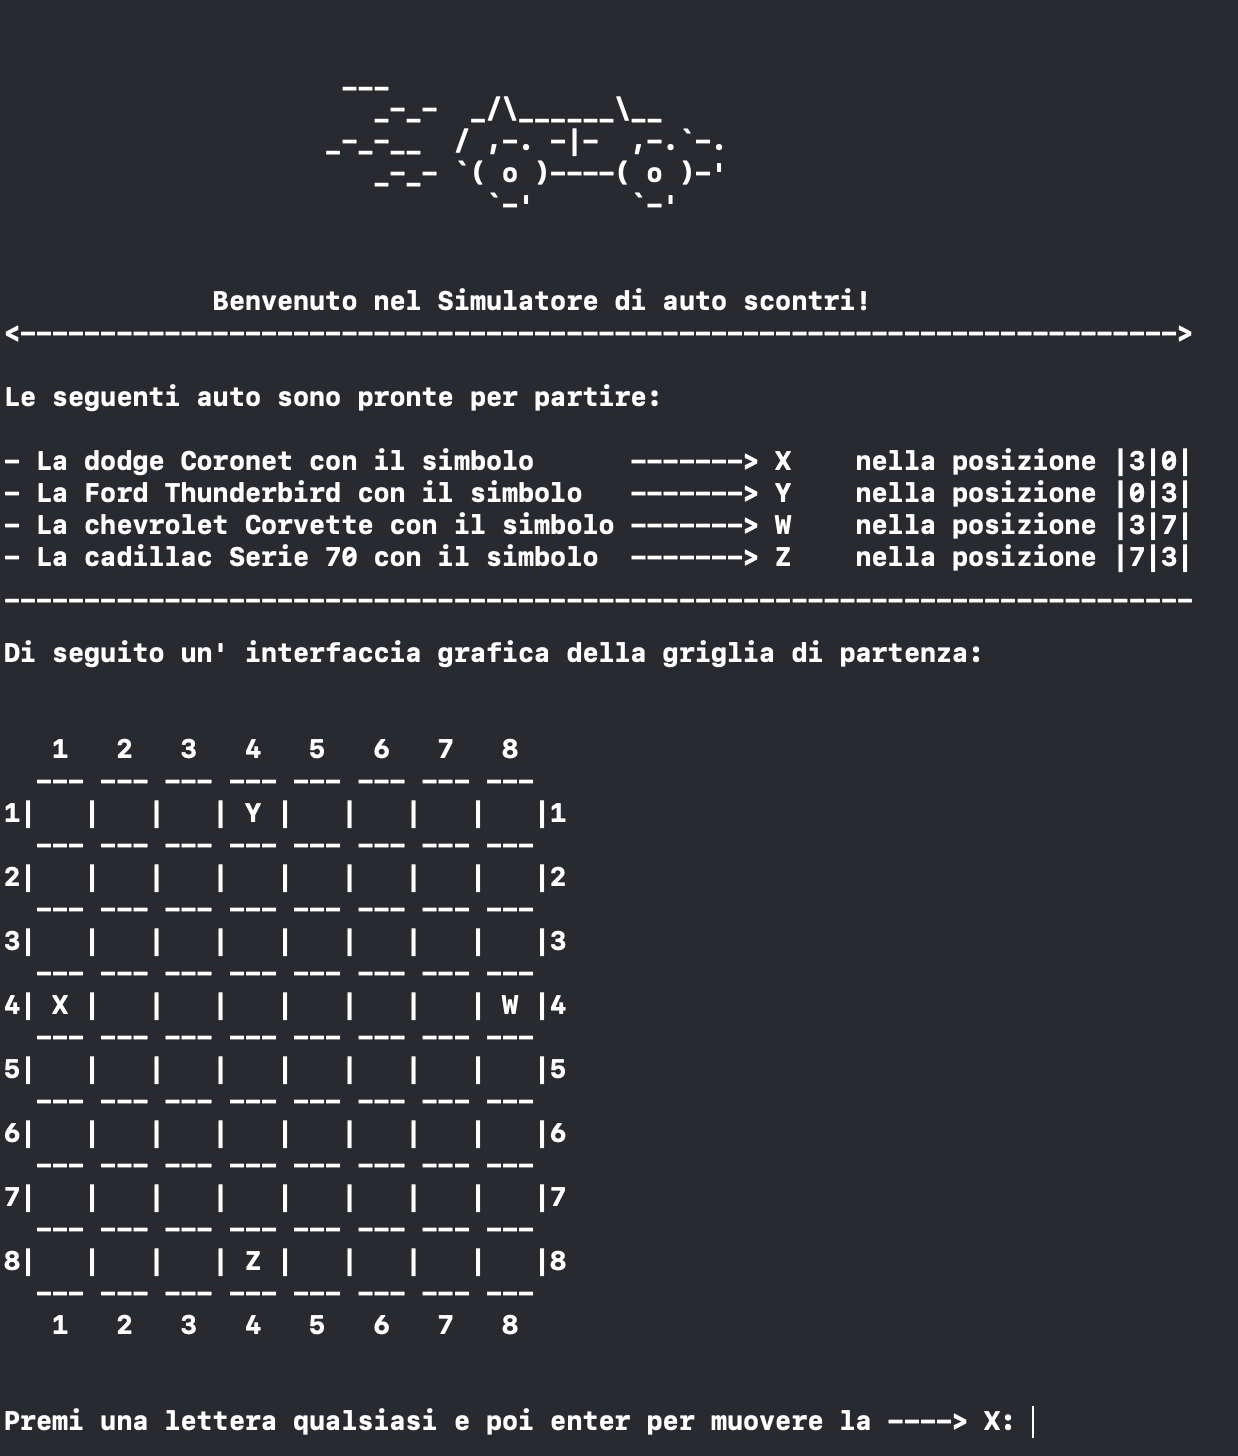 ---
   _-_-  _/\______\__
_-_-__  / ,-. -|-  ,-.`-.
   _-_- `( o )----( o )-'
          `-'      `-'
Benvenuto nel Simulatore di auto scontri!
<------------------------------------------------------------------------>
Le seguenti auto sono pronte per partire:
- La dodge Coronet con il simbolo      -------> X    nella posizione |3|0|
- La Ford Thunderbird con il simbolo   -------> Y    nella posizione |0|3|
- La chevrolet Corvette con il simbolo -------> W    nella posizione |3|7|
- La cadillac Serie 70 con il simbolo  -------> Z    nella posizione |7|3|
--------------------------------------------------------------------------
Di seguito un' interfaccia grafica della griglia di partenza:
   1   2   3   4   5   6   7   8
  --- --- --- --- --- --- --- ---
1|   |   |   | Y |   |   |   |   |1
  --- --- --- --- --- --- --- ---
2|   |   |   |   |   |   |   |   |2
  --- --- --- --- --- --- --- ---
3|   |   |   |   |   |   |   |   |3
  --- --- --- --- --- --- --- ---
4| X |   |   |   |   |   |   | W |4
  --- --- --- --- --- --- --- ---
5|   |   |   |   |   |   |   |   |5
  --- --- --- --- --- --- --- ---
6|   |   |   |   |   |   |   |   |6
  --- --- --- --- --- --- --- ---
7|   |   |   |   |   |   |   |   |7
  --- --- --- --- --- --- --- ---
8|   |   |   | Z |   |   |   |   |8
  --- --- --- --- --- --- --- ---
   1   2   3   4   5   6   7   8
Premi una lettera qualsiasi e poi enter per muovere la ----> X: